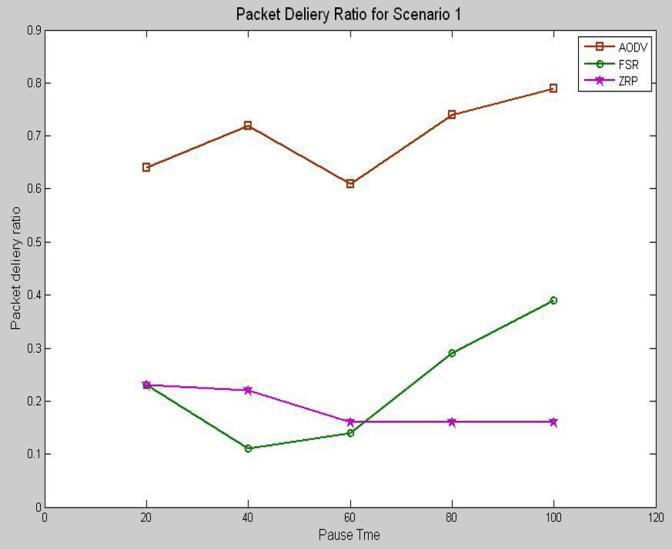 Packet Deliery Ratio for Scenario 1
0.9
0.8
0.7
0.6
0.5
0.4
0.3
0.2
0.1
0
Packet deliery ratio
AODV
FSR
ZRP
0 20 40 60 80 100 120
Pause Tme